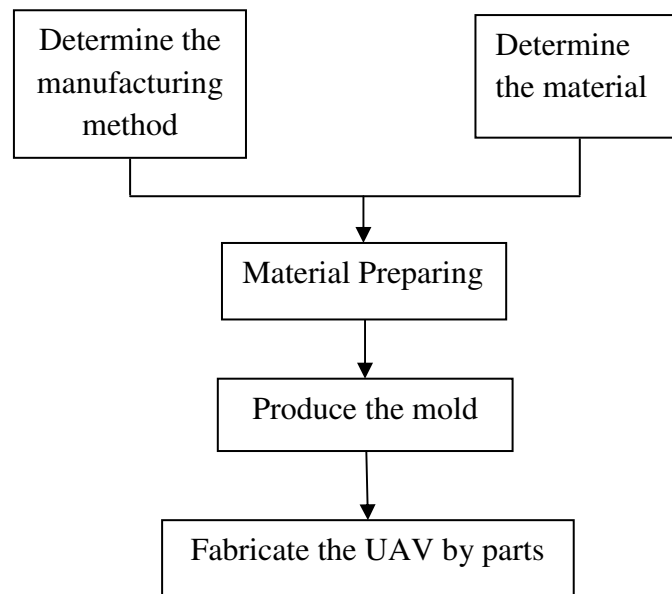 Determine the
manufacturing
method
Determine
the material
Material Preparing
Produce the mold
Fabricate the UAV by parts